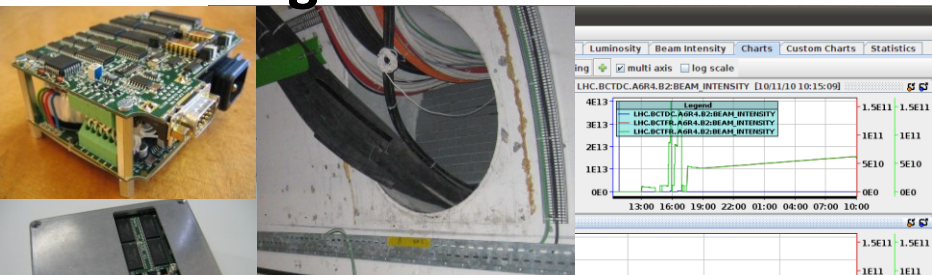 Luminosity Beam Intensity Charts Custom Charts Statistics
ing multi axis log scale
LHC.BCTDC.A6R4.B2:BEAM_INTENSITY [10/11/10 10:15:09]
Legend
LHC.BCTDC.A6R4.B2:BEAM_INTENSITY
LHC.BCTFR.A6R4.B2:BEAM_INTENSITY
LHC.BCTFR.A6R4.B2:BEAM_INTENSITY
4E13
3E13
2E13
1E13
0E0
1.5E11 1.5E11
1E11 1E11
5E10 5E10
0E0 0E0
13:00 16:00 19:00 22:00 01:00 04:00 07:00 10:00
1.5E11 1.5E11
1E11 1E11